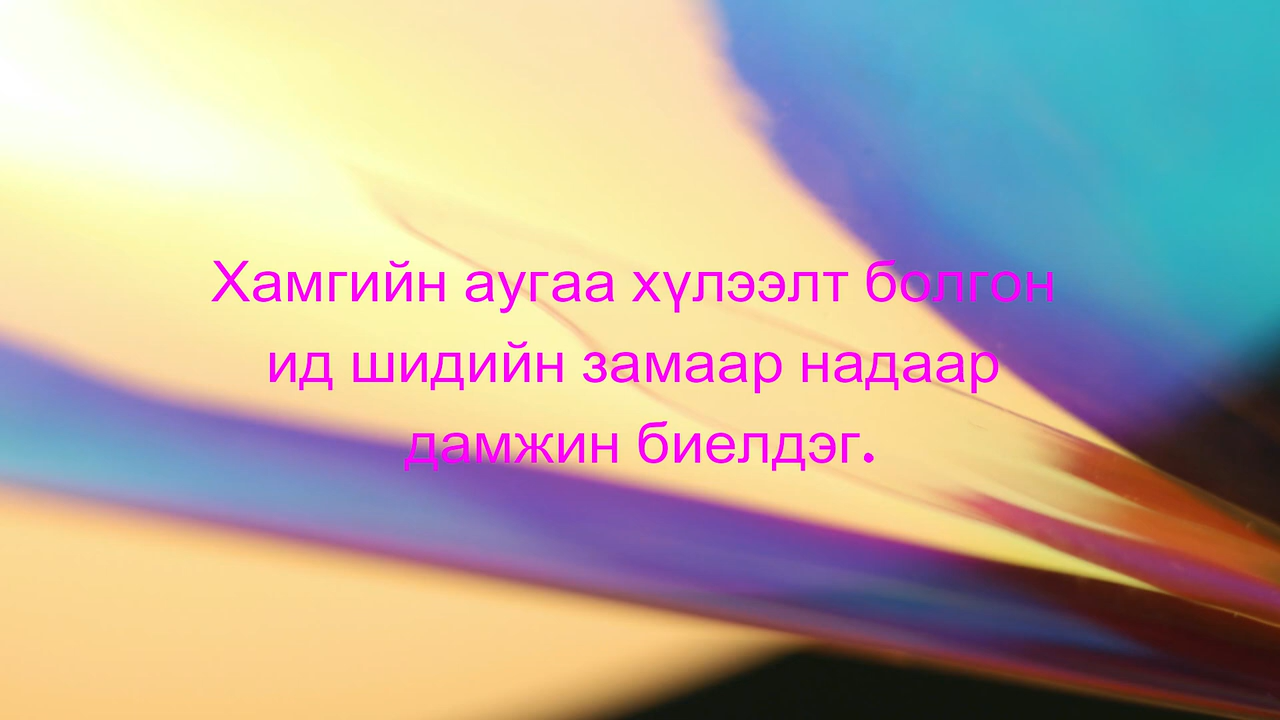 Хамгийн аугаа хүлээлт болгон
ид шидийн замаар надаар
дамжин биелдэг.